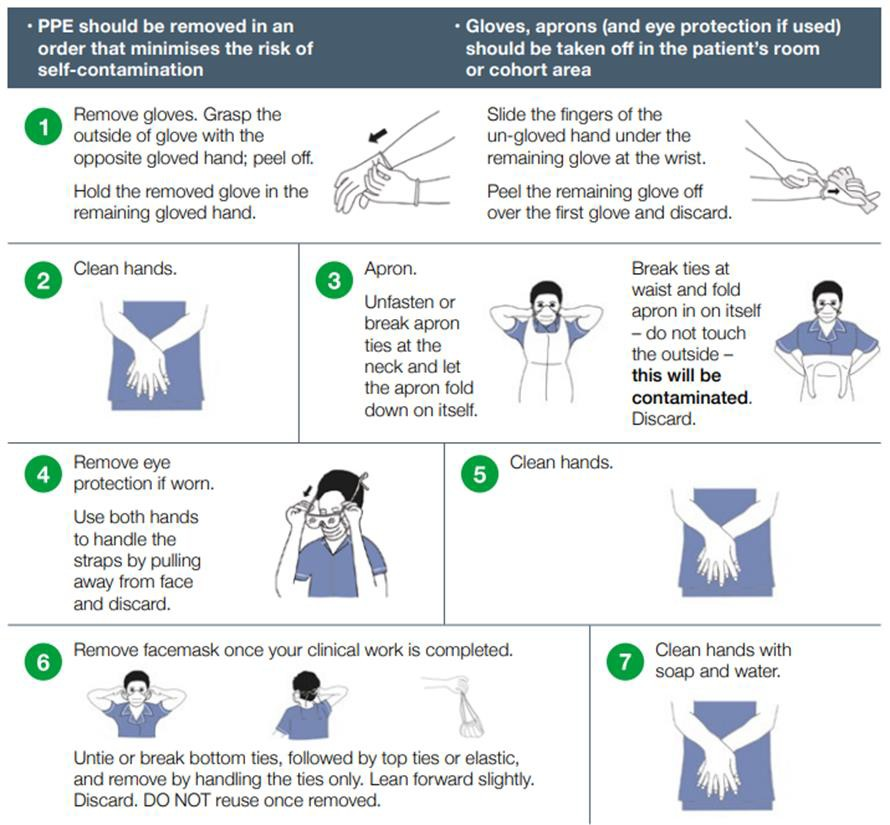 • PPE should be removed in an
order that minimises the risk of
self-contamination
• Gloves, aprons (and eye protection if used)
should be taken off in the patient's room
or cohort area
1
Remove gloves. Grasp the
outside of glove with the
opposite gloved hand; peel off.
Hold the removed glove in the
remaining gloved hand.
Slide the fingers of the
un-gloved hand under the
remaining glove at the wrist.
Peel the remaining glove off
over the first glove and discard.
2
Clean hands.
3
Apron.
Unfasten or
break apron
ties at the
neck and let
the apron fold
down on itself.
Break ties at
waist and fold
apron in on itself
– do not touch
the outside –
this will be
contaminated.
Discard.
4
Remove eye
protection if worn.
Use both hands
to handle the
straps by pulling
away from face
and discard.
5
Clean hands.
6
Remove facemask once your clinical work is completed.
Untie or break bottom ties, followed by top ties or elastic,
and remove by handling the ties only. Lean forward slightly.
Discard. DO NOT reuse once removed.
7
Clean hands with
soap and water.